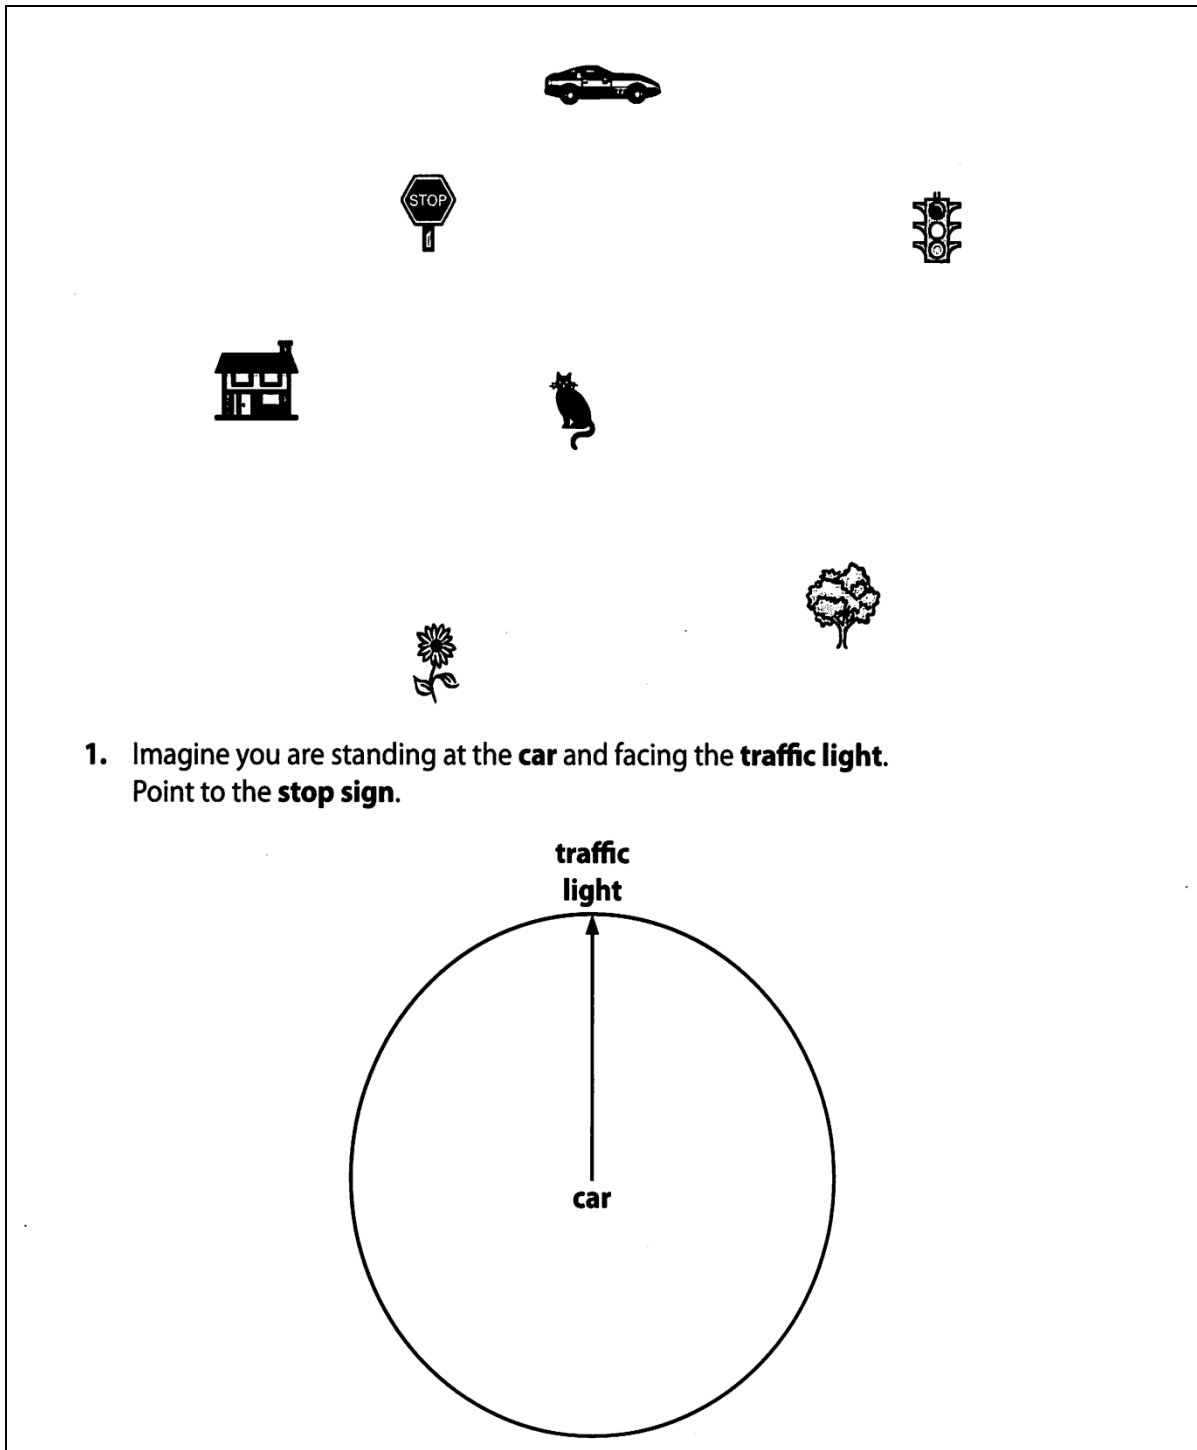 STOP
1. Imagine you are standing at the car and facing the traffic light.
Point to the stop sign.
traffic
light
car